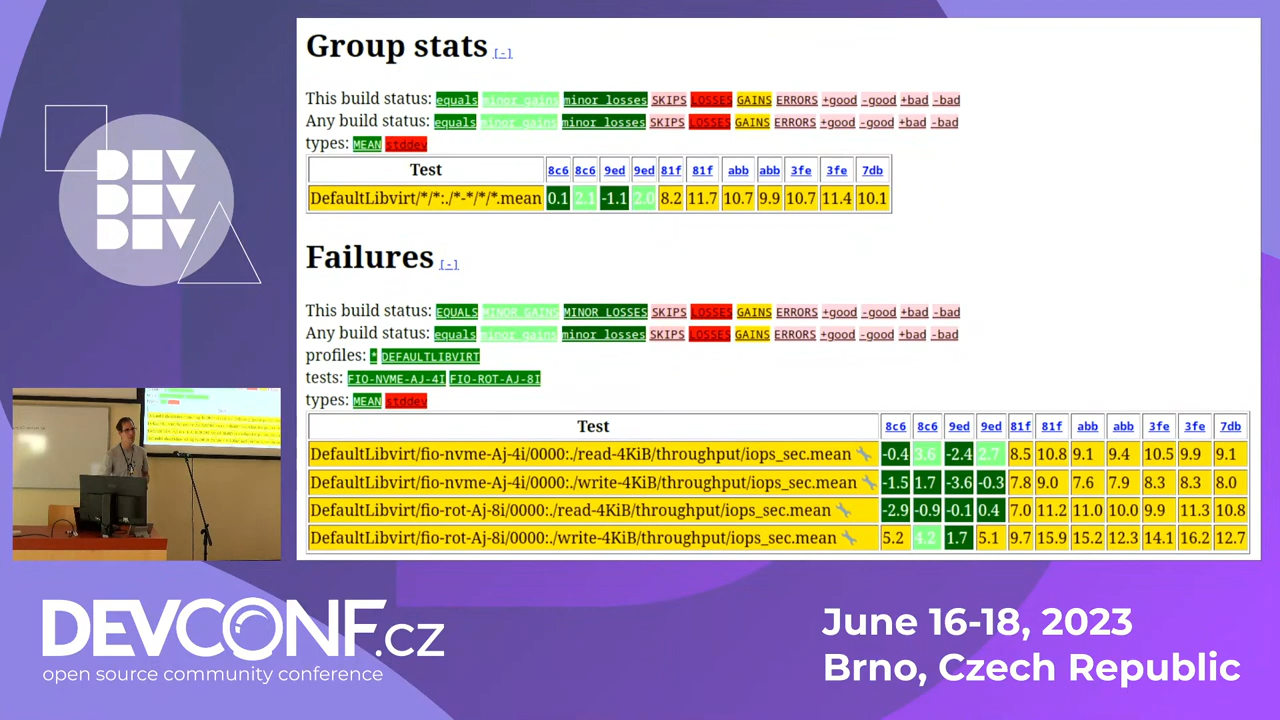 DEV
DEV
DEV
Group stats [-]
This build status: equals minor gains minor losses SKIPS LOSSES GAINS ERRORS +good -good +bad -bad
Any build status: equals minor gains minor losses SKIPS LOSSES GAINS ERRORS +good -good +bad -bad
types: MEAN stddev
Test 8c6 8c6 9ed 9ed 81f 81f abb abb 3fe 3fe 7db
DefaultLibvirt/*/*:./*-*/*/*.mean 0.1 2.1 -1.1 2.0 8.2 11.7 10.7 9.9 10.7 11.4 10.1
Failures [-]
This build status: EQUALS MINOR GAINS MINOR LOSSES SKIPS LOSSES GAINS ERRORS +good -good +bad -bad
Any build status: equals minor gains minor losses SKIPS LOSSES GAINS ERRORS +good -good +bad -bad
profiles: * DEFAULTLIBVIRT
tests: FIO-NVME-AJ-4I FIO-ROT-AJ-8I
types: MEAN stddev
Test 8c6 8c6 9ed 9ed 81f 81f abb abb 3fe 3fe 7db
DefaultLibvirt/fio-nvme-Aj-4i/0000:./read-4KiB/throughput/iops_sec.mean -0.4 3.6 -2.4 2.7 8.5 10.8 9.1 9.4 10.5 9.9 9.1
DefaultLibvirt/fio-nvme-Aj-4i/0000:./write-4KiB/throughput/iops_sec.mean -1.5 1.7 -3.6 -0.3 7.8 9.0 7.6 7.9 8.3 8.3 8.0
DefaultLibvirt/fio-rot-Aj-8i/0000:./read-4KiB/throughput/iops_sec.mean -2.9 -0.9 -0.1 0.4 7.0 11.2 11.0 10.0 9.9 11.3 10.8
DefaultLibvirt/fio-rot-Aj-8i/0000:./write-4KiB/throughput/iops_sec.mean 5.2 4.2 1.7 5.1 9.7 15.9 15.2 12.3 14.1 16.2 12.7
DEVCONF.cz
open source community conference
June 16-18, 2023
Brno, Czech Republic